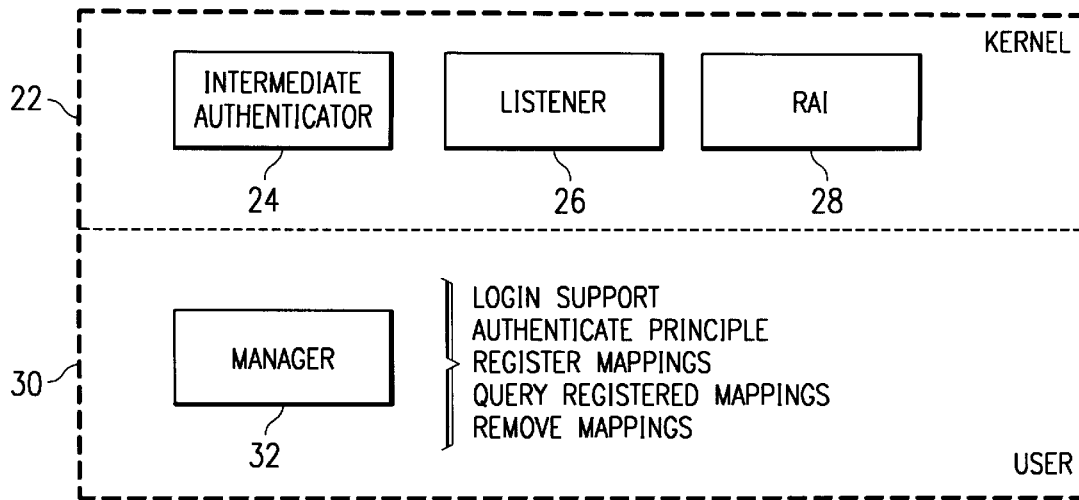 KERNEL
22
INTERMEDIATE
AUTHENTICATOR
LISTENER
RAI
24
26
28
30
MANAGER
32
LOGIN SUPPORT
AUTHENTICATE PRINCIPLE
REGISTER MAPPINGS
QUERY REGISTERED MAPPINGS
REMOVE MAPPINGS
USER